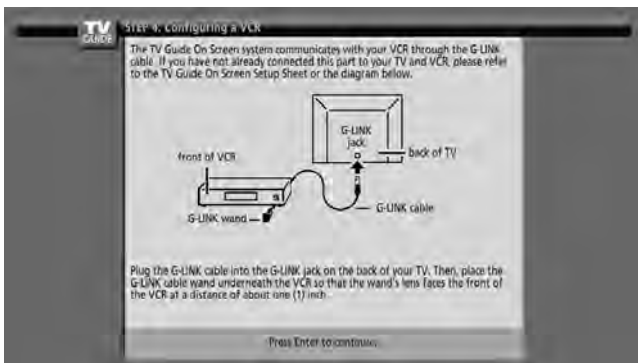 TV
GUIDE
STEP 4: Configuring a VCR
The TV Guide On Screen system communicates with your VCR through the G-LINK
cable. If you have not already connected this part to your TV and VCR, please refer
to the TV Guide On Screen Setup Sheet or the diagram below.
G-LINK
jack
front of VCR
back of TV
G-LINK wand
G-LINK cable
Plug the G-LINK cable into the G-LINK jack on the back of your TV. Then, place the
G-LINK cable wand underneath the VCR so that the wand's lens faces the front of
the VCR at a distance of about one (1) inch.
Press Enter to continue.